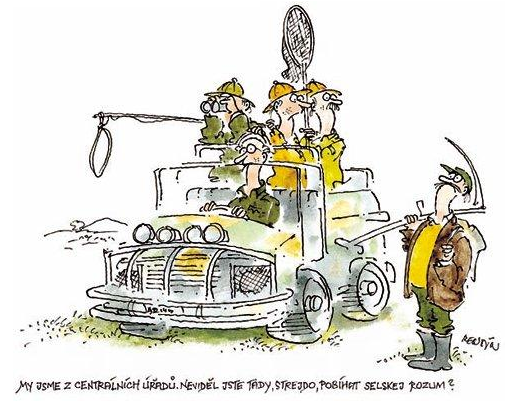 RENČÍN
MY JSME Z CENTRÁLNÍCH ÚŘADŮ. NEVIDĚL JSTE TADY, STREJDO, POBÍHAT SELSKEJ ROZUM?